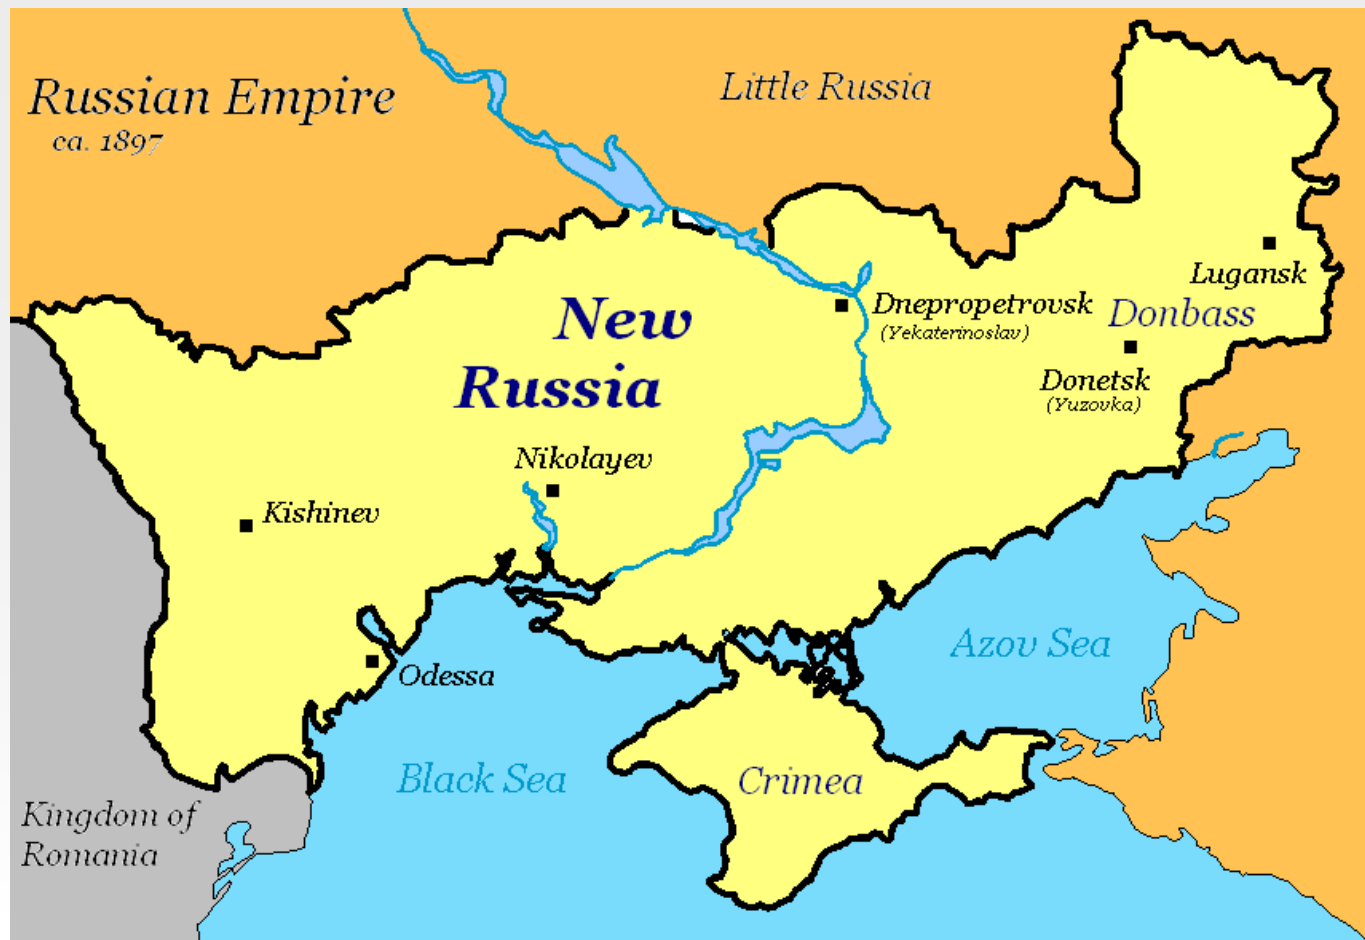 Russian Empire
ca. 1897
Little Russia
Lugansk
New
Russia
Dnepropetrovsk
(Yekaterinoslav)
Donbass
Donetsk
(Yuzovka)
Nikolayev
Kishinev
Odessa
Azov Sea
Black Sea
Crimea
Kingdom of
Romania